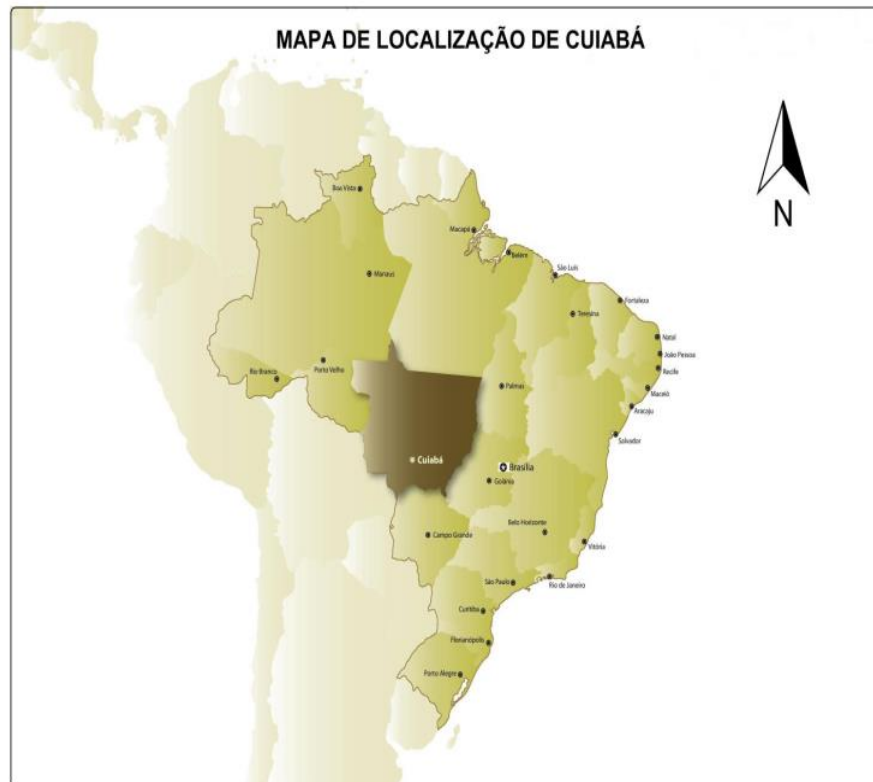 MAPA DE LOCALIZAÇÃO DE CUIABÁ
N
Boa Vista
Macapá
Belém
São Luis
Manaus
Fortaleza
Teresina
Natal
João Pessoa
Rio Branco
Porto Velho
Recife
Palmas
Maceió
Aracaju
Salvador
Cuiabá
Brasília
Goiânia
Belo Horizonte
Campo Grande
Vitória
São Paulo
Rio de Janeiro
Curitiba
Florianópolis
Porto Alegre